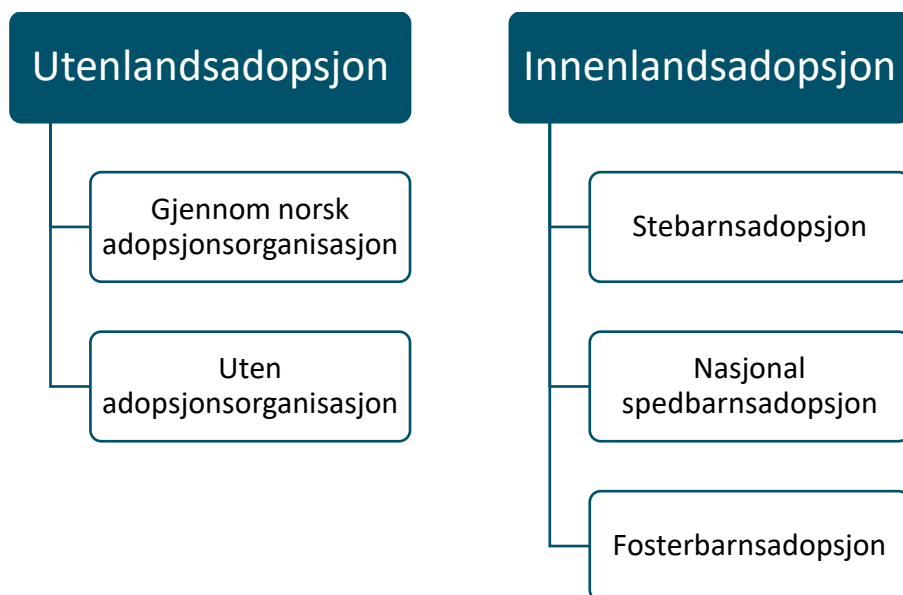 Utenlandsadopsjon
Gjennom norsk
adopsjonsorganisasjon
Uten
adopsjonsorganisasjon
Innenlandsadopsjon
Stebarnsadopsjon
Nasjonal
spedbarnsadopsjon
Fosterbarnsadopsjon